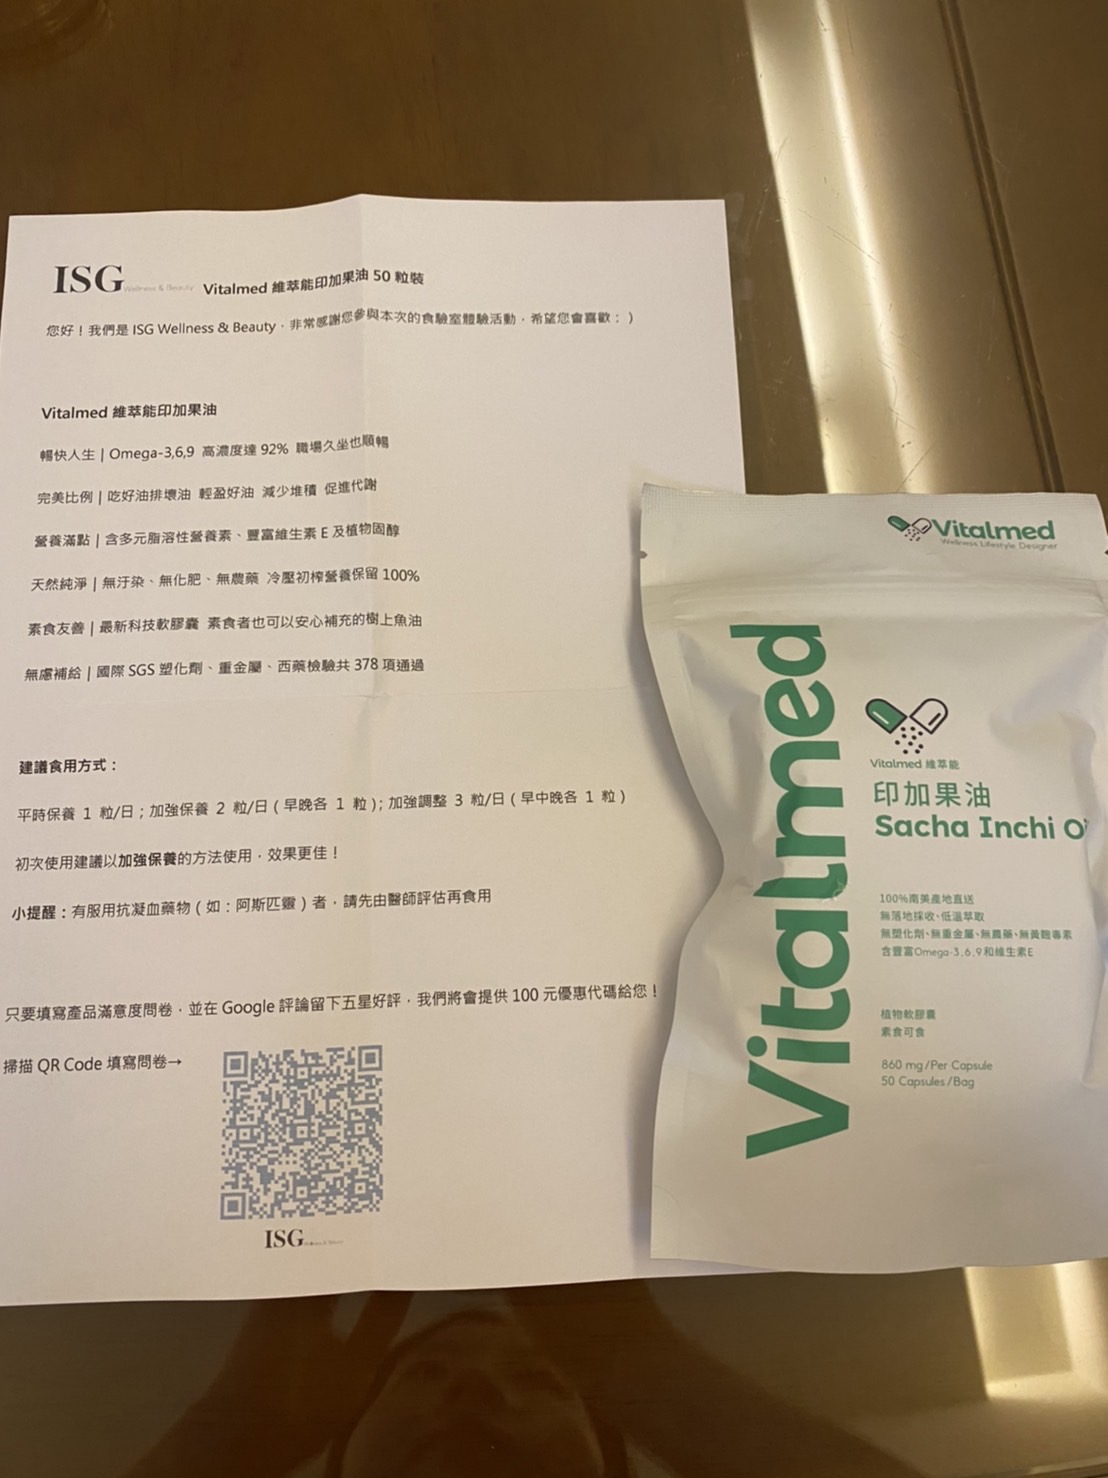 ISG Wellness & Beauty Vitalmed 維萃能印加果油 50 粒裝
您好！我們是 ISG Wellness & Beauty，非常感謝您參與本次的食驗室體驗活動，希望您會喜歡：）
Vitalmed 維萃能印加果油
暢快人生 | Omega-3,6,9 高濃度達 92% 職場久坐也順暢
完美比例 | 吃好油排壞油 輕盈好油 減少堆積 促進代謝
營養滿點 | 含多元脂溶性營養素、豐富維生素 E 及植物固醇
天然純淨 | 無汙染、無化肥、無農藥 冷壓初榨營養保留 100%
素食友善 | 最新科技軟膠囊 素食者也可以安心補充的樹上魚油
無慮補給 | 國際 SGS 塑化劑、重金屬、西藥檢驗共 378 項通過
建議食用方式：
平時保養 1 粒/日；加強保養 2 粒/日（早晚各 1 粒）；加強調整 3 粒/日（早中晚各 1 粒）
初次使用建議以加強保養的方法使用，效果更佳！
小提醒：有服用抗凝血藥物（如：阿斯匹靈）者，請先由醫師評估再食用
只要填寫產品滿意度問卷，並在 Google 評論留下五星好評，我們將會提供 100 元優惠代碼給您！
掃描 QR Code 填寫問卷→
ISG
Vitalmed
Wellness Lifestyle Designer
Vitalmed
Vitalmed 維萃能
印加果油
Sacha Inchi Oi
100%南美產地直送
無落地採收、低溫萃取
無塑化劑、無重金屬、無農藥、無黃麴毒素
含豐富Omega-3,6,9和維生素E
植物軟膠囊
素食可食
860 mg/Per Capsule
50 Capsules/Bag